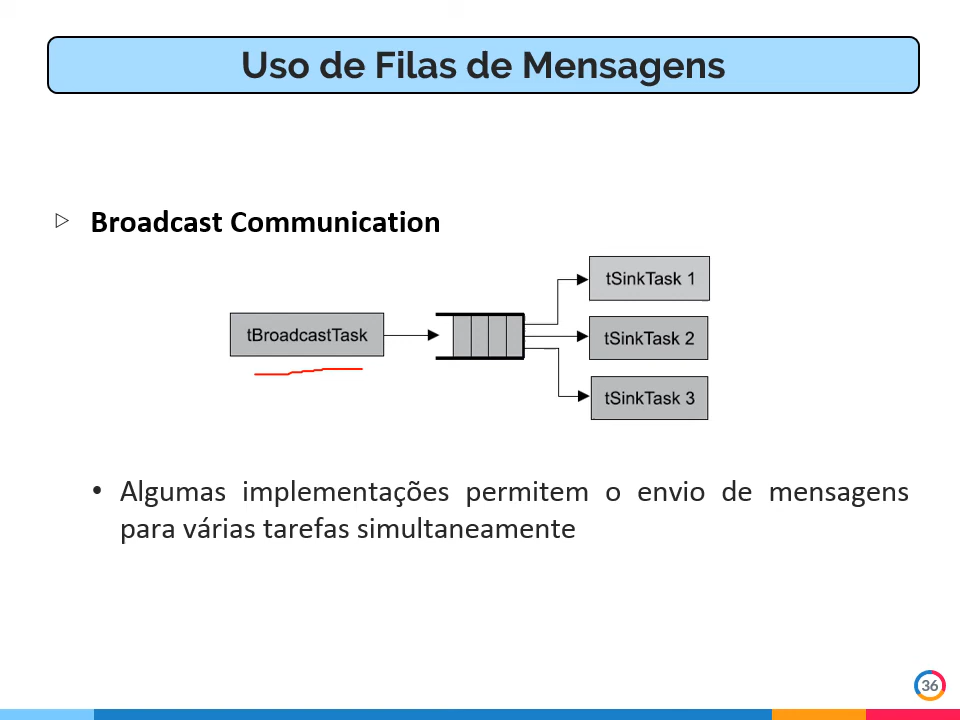 Uso de Filas de Mensagens
Broadcast Communication
tSinkTask 1
tBroadcastTask
tSinkTask 2
tSinkTask 3
• Algumas implementações permitem o envio de mensagens
para várias tarefas simultaneamente
36